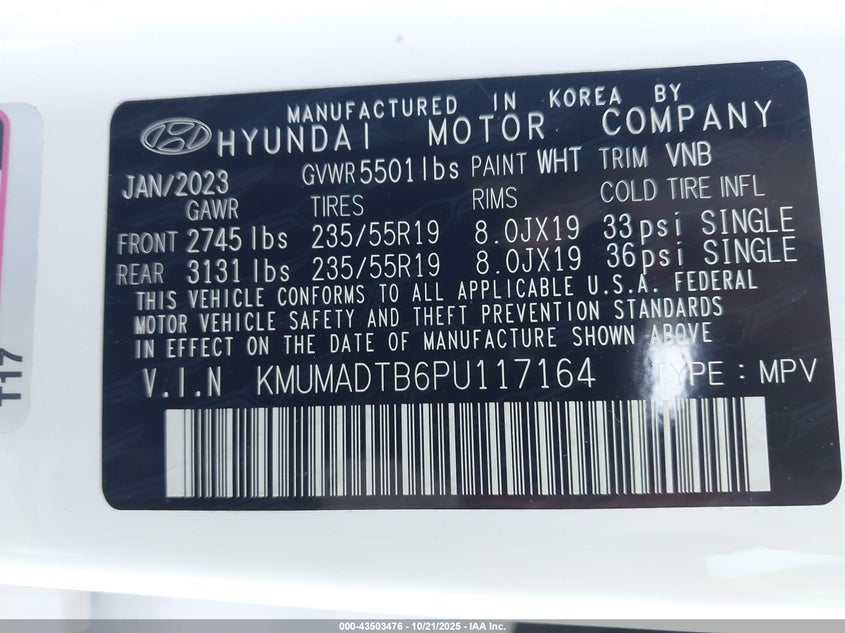 MANUFACTURED IN KOREA BY
HYUNDAI MOTOR COMPANY
JAN/2023 GVWR 5501lbs PAINT WHT TRIM VNB
GAWR TIRES RIMS COLD TIRE INFL
FRONT 2745 lbs 235/55R19 8.0JX19 33psi SINGLE
REAR 3131 lbs 235/55R19 8.0JX19 36psi SINGLE
THIS VEHICLE CONFORMS TO ALL APPLICABLE U.S.A. FEDERAL
MOTOR VEHICLE SAFETY AND THEFT PREVENTION STANDARDS
IN EFFECT ON THE DATE OF MANUFACTURE SHOWN ABOVE
V.I.N KMUMADTB6PU117164 TYPE : MPV
T17
000-43503476 - 10/21/2025 - IAA Inc.